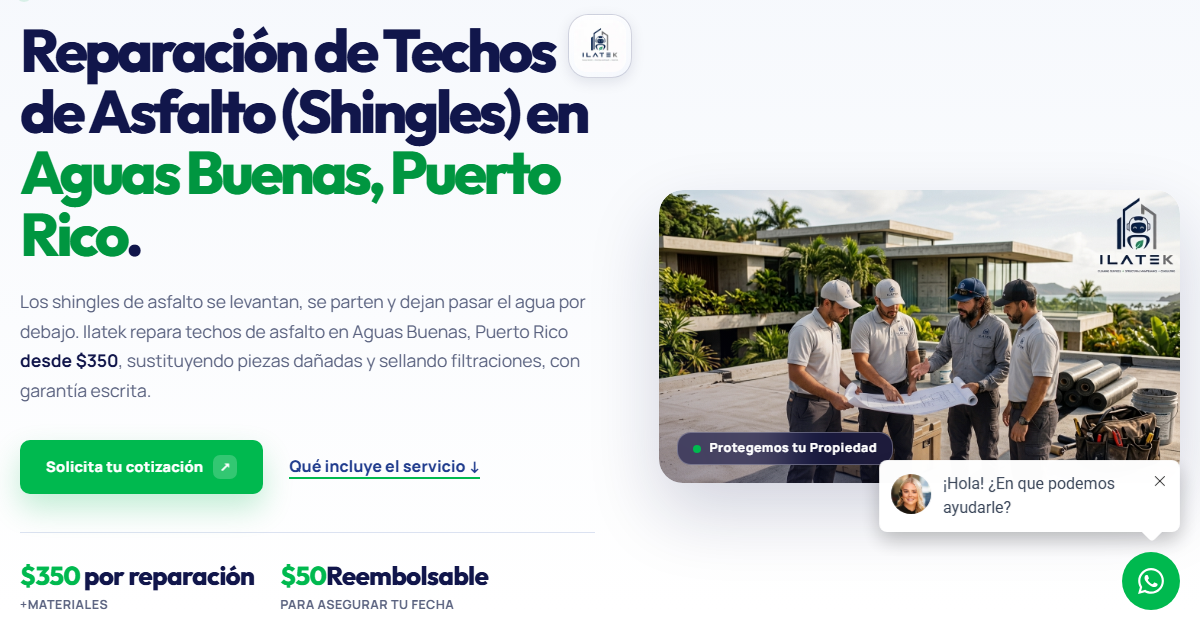 Reparación de Techos
de Asfalto (Shingles) en
Aguas Buenas, Puerto
Rico.
ILATEK
Los shingles de asfalto se levantan, se parten y dejan pasar el agua por
debajo. Ilatek repara techos de asfalto en Aguas Buenas, Puerto Rico
desde $350, sustituyendo piezas dañadas y sellando filtraciones, con
garantía escrita.
Solicita tu cotización ↗
Qué incluye el servicio ↓
$350 por reparación
+MATERIALES
$50Reembolsable
PARA ASEGURAR TU FECHA
ILATEK
Protegemos tu Propiedad
¡Hola! ¿En que podemos
ayudarle?